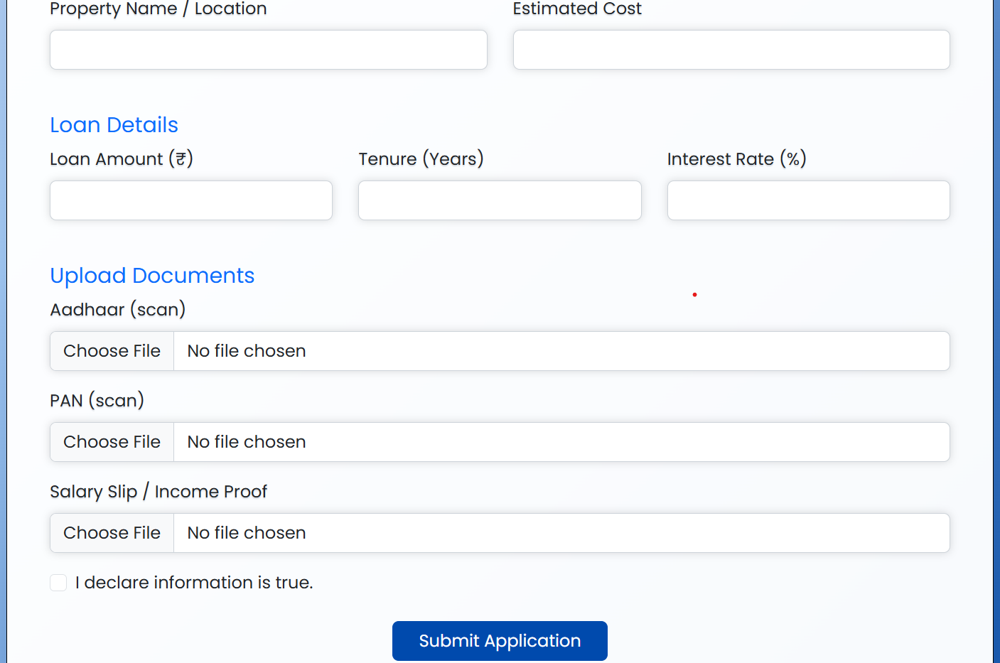 Property Name / Location
Estimated Cost
Loan Details
Loan Amount (₹)
Tenure (Years)
Interest Rate (%)
Upload Documents
Aadhaar (scan)
Choose File No file chosen
PAN (scan)
Choose File No file chosen
Salary Slip / Income Proof
Choose File No file chosen
I declare information is true.
Submit Application